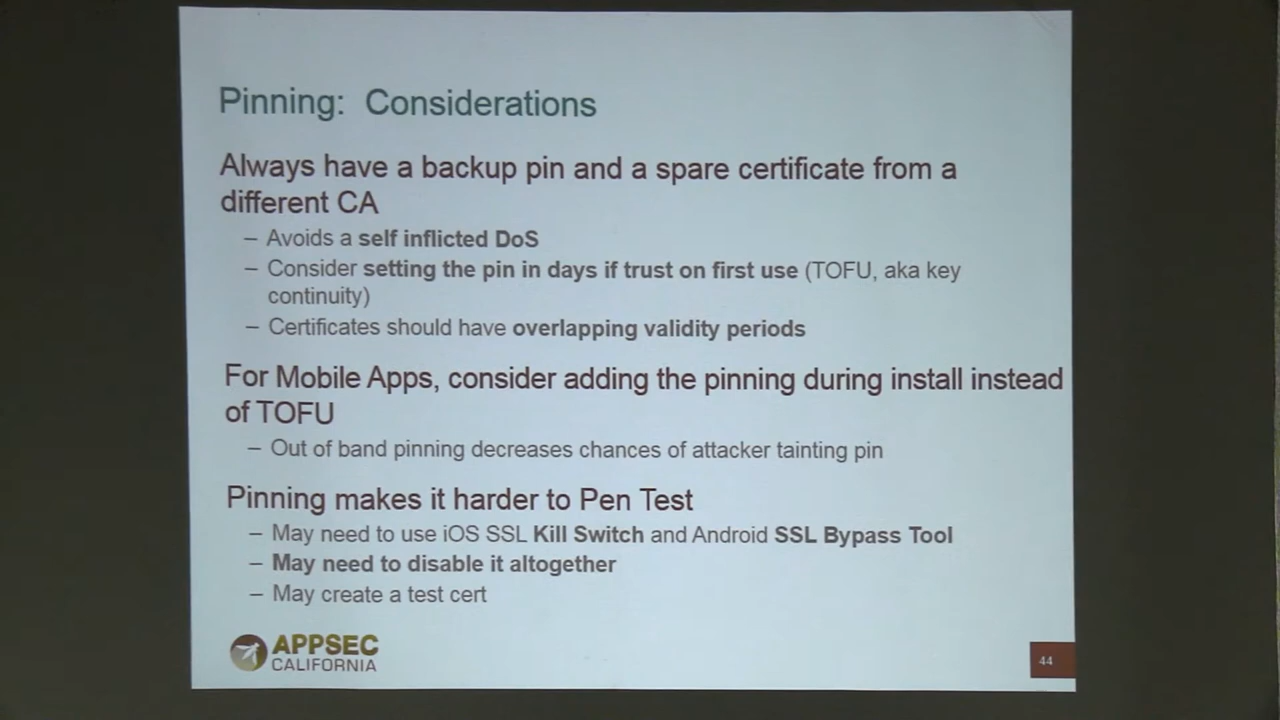 Pinning: Considerations
Always have a backup pin and a spare certificate from a
different CA
– Avoids a self inflicted DoS
– Consider setting the pin in days if trust on first use (TOFU, aka key
continuity)
– Certificates should have overlapping validity periods
For Mobile Apps, consider adding the pinning during install instead
of TOFU
– Out of band pinning decreases chances of attacker tainting pin
Pinning makes it harder to Pen Test
– May need to use iOS SSL Kill Switch and Android SSL Bypass Tool
– May need to disable it altogether
– May create a test cert
APPSEC
CALIFORNIA
44